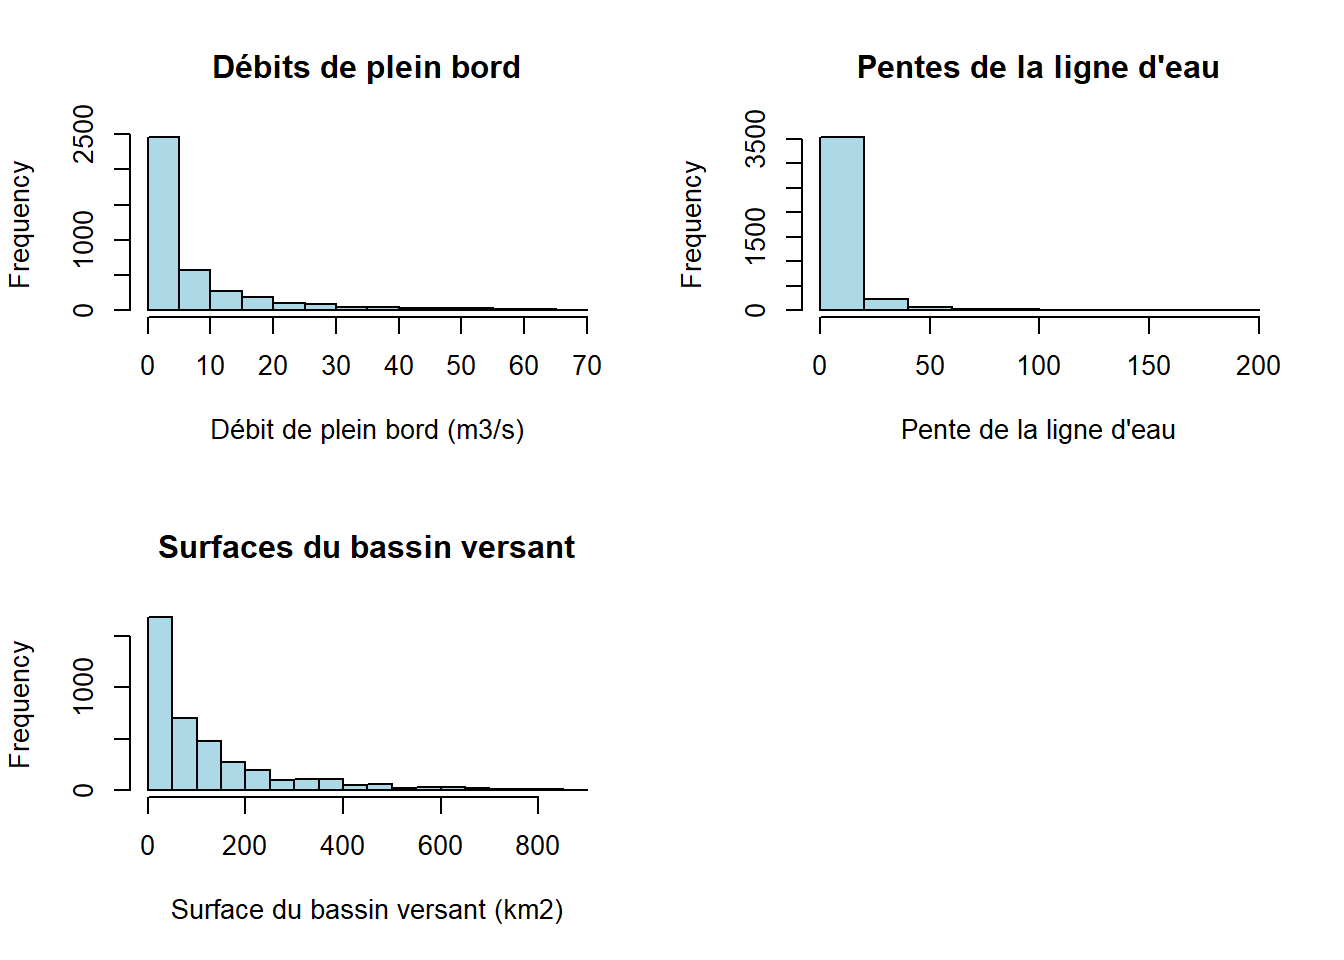 Débits de plein bord
Frequency
0 1000 2500
0 10 20 30 40 50 60 70
Débit de plein bord (m3/s)
Pentes de la ligne d'eau
Frequency
0 1500 3500
0 50 100 150 200
Pente de la ligne d'eau
Surfaces du bassin versant
Frequency
0 1000
0 200 400 600 800
Surface du bassin versant (km2)